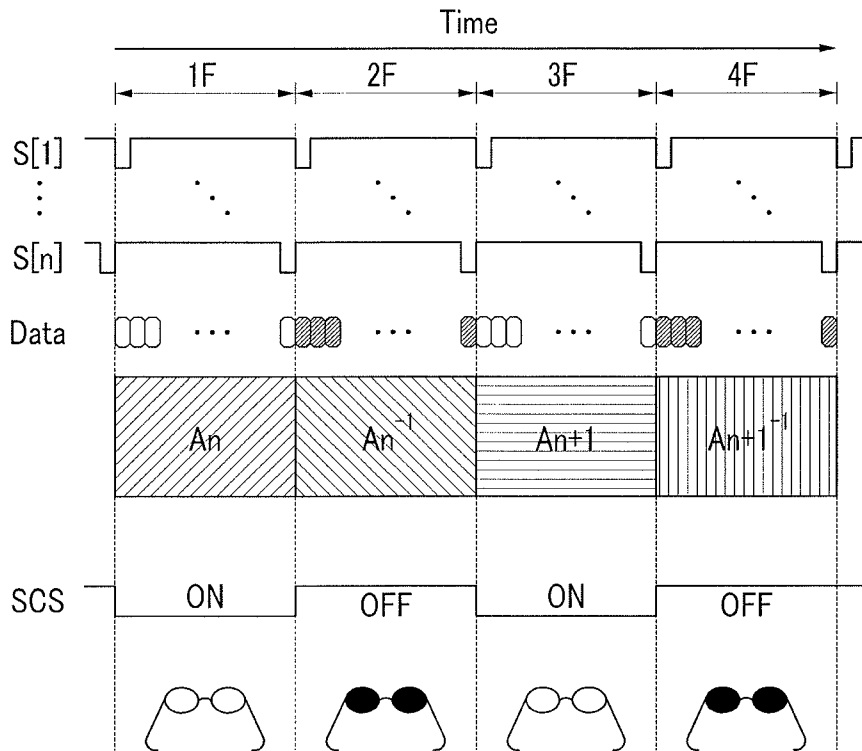 Time
1F 2F 3F 4F
S[1]
S[n]
Data
An An⁻¹ An+1 An+1⁻¹
SCS ON OFF ON OFF